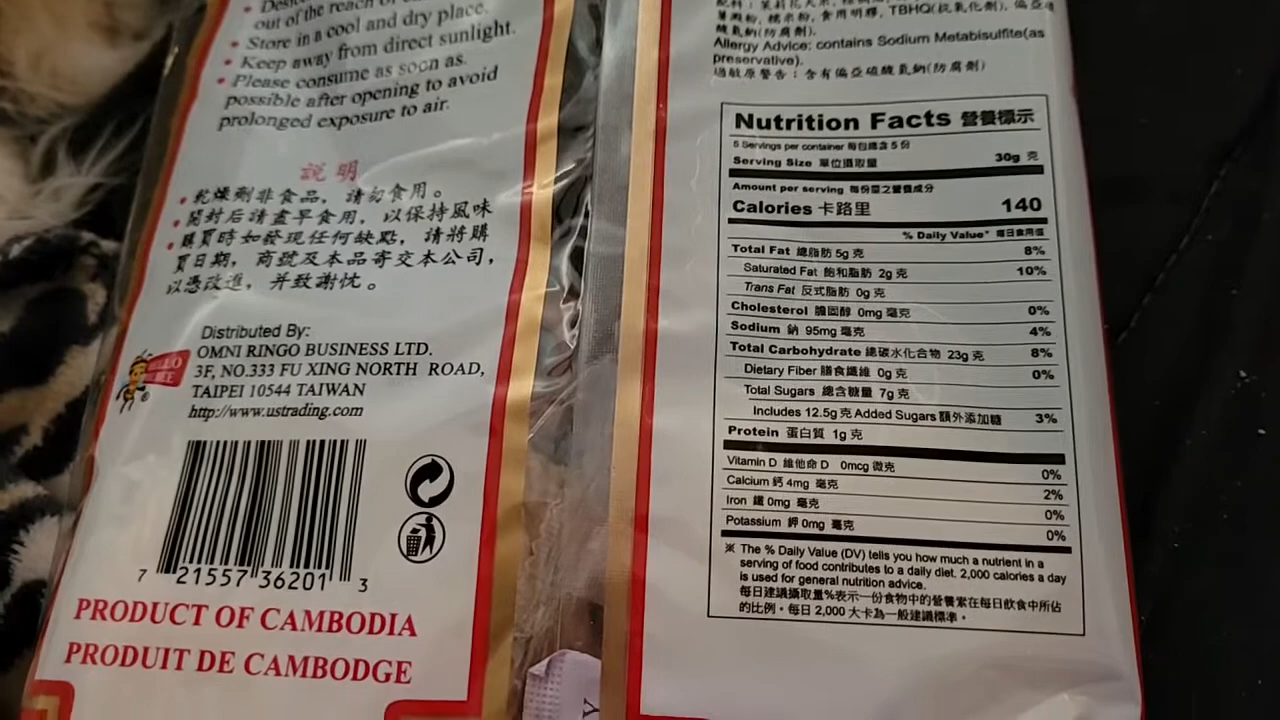 out of the reach of
• Store in a cool and dry place.
• Keep away from direct sunlight.
• Please consume as soon as
possible after opening to avoid
prolonged exposure to air.
説明
• 乾燥劑非食品，請勿食用。
• 開封后請盡早食用，以保持風味
• 購買時如發現任何缺點，請將購
買日期，商號及本品寄交本公司，
以憑改進，并致謝忱。
Distributed By:
OMNI RINGO BUSINESS LTD.
3F, NO.333 FU XING NORTH ROAD,
TAIPEI 10544 TAIWAN
http://www.ustrading.com
7 21557 36201 3
PRODUCT OF CAMBODIA
PRODUIT DE CAMBODGE
薯澱粉, 糯米粉, 食用明膠, TBHQ(抗氧化劑), 偏亞
硫酸氫鈉(防腐劑).
Allergy Advice: contains Sodium Metabisulfite(as
preservative).
過敏原警告：含有偏亞硫酸氫鈉(防腐劑)
Nutrition Facts 營養標示
5 Servings per container 每包總含 5 份
Serving Size 單位攝取量 30g 克
Amount per serving 每份量之營養成分
Calories 卡路里 140
% Daily Value* 每日食用值
Total Fat 總脂肪 5g 克 8%
Saturated Fat 飽和脂肪 2g 克 10%
Trans Fat 反式脂肪 0g 克
Cholesterol 膽固醇 0mg 毫克 0%
Sodium 鈉 95mg 毫克 4%
Total Carbohydrate 總碳水化合物 23g 克 8%
Dietary Fiber 膳食纖維 0g 克 0%
Total Sugars 總含糖量 7g 克
Includes 12.5g 克 Added Sugars 額外添加糖 3%
Protein 蛋白質 1g 克
Vitamin D 維他命 D 0mcg 微克 0%
Calcium 鈣 4mg 毫克 2%
Iron 鐵 0mg 毫克 0%
Potassium 鉀 0mg 毫克 0%
※ The % Daily Value (DV) tells you how much a nutrient in a
serving of food contributes to a daily diet. 2,000 calories a day
is used for general nutrition advice.
每日建議攝取量%表示一份食物中的營養素在每日飲食中所佔
的比例。每日 2,000 大卡為一般建議標準。